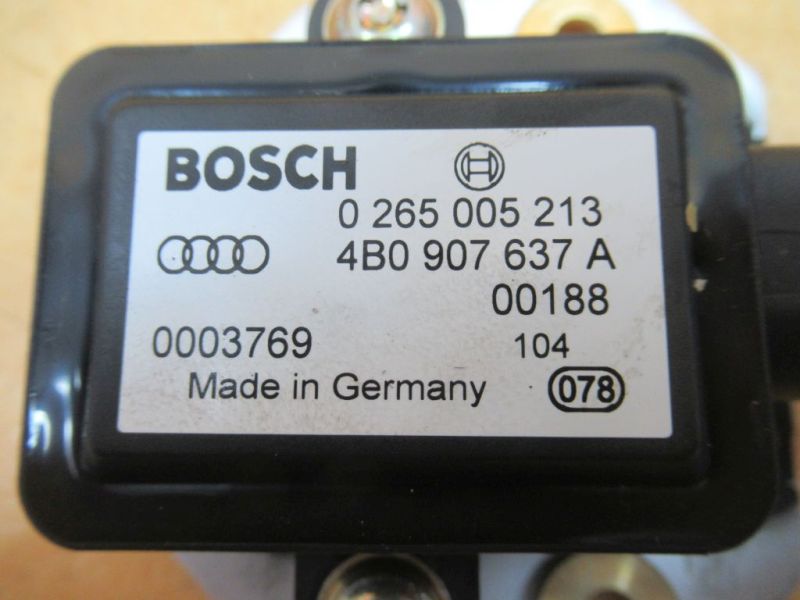 BOSCH
0 265 005 213
4B0 907 637 A
00188
0003769 104
Made in Germany 078